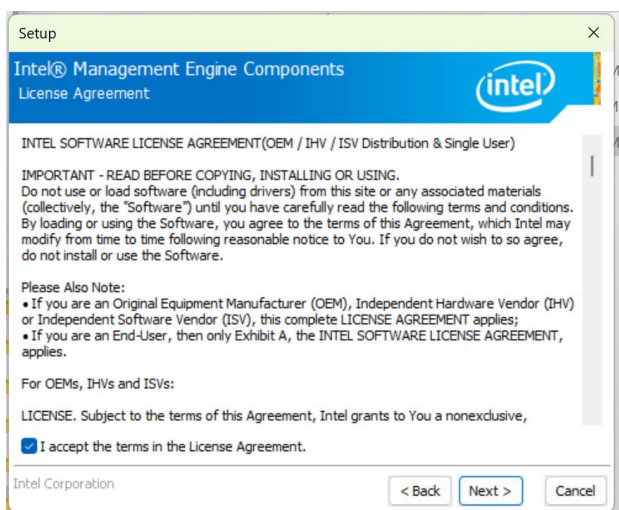 Setup
Intel® Management Engine Components
License Agreement
intel
INTEL SOFTWARE LICENSE AGREEMENT(OEM / IHV / ISV Distribution & Single User)
IMPORTANT - READ BEFORE COPYING, INSTALLING OR USING.
Do not use or load software (including drivers) from this site or any associated materials
(collectively, the "Software") until you have carefully read the following terms and conditions.
By loading or using the Software, you agree to the terms of this Agreement, which Intel may
modify from time to time following reasonable notice to You. If you do not wish to so agree,
do not install or use the Software.
Please Also Note:
• If you are an Original Equipment Manufacturer (OEM), Independent Hardware Vendor (IHV)
or Independent Software Vendor (ISV), this complete LICENSE AGREEMENT applies;
• If you are an End-User, then only Exhibit A, the INTEL SOFTWARE LICENSE AGREEMENT,
applies.
For OEMs, IHVs and ISVs:
LICENSE. Subject to the terms of this Agreement, Intel grants to You a nonexclusive,
I accept the terms in the License Agreement.
Intel Corporation
< Back Next > Cancel